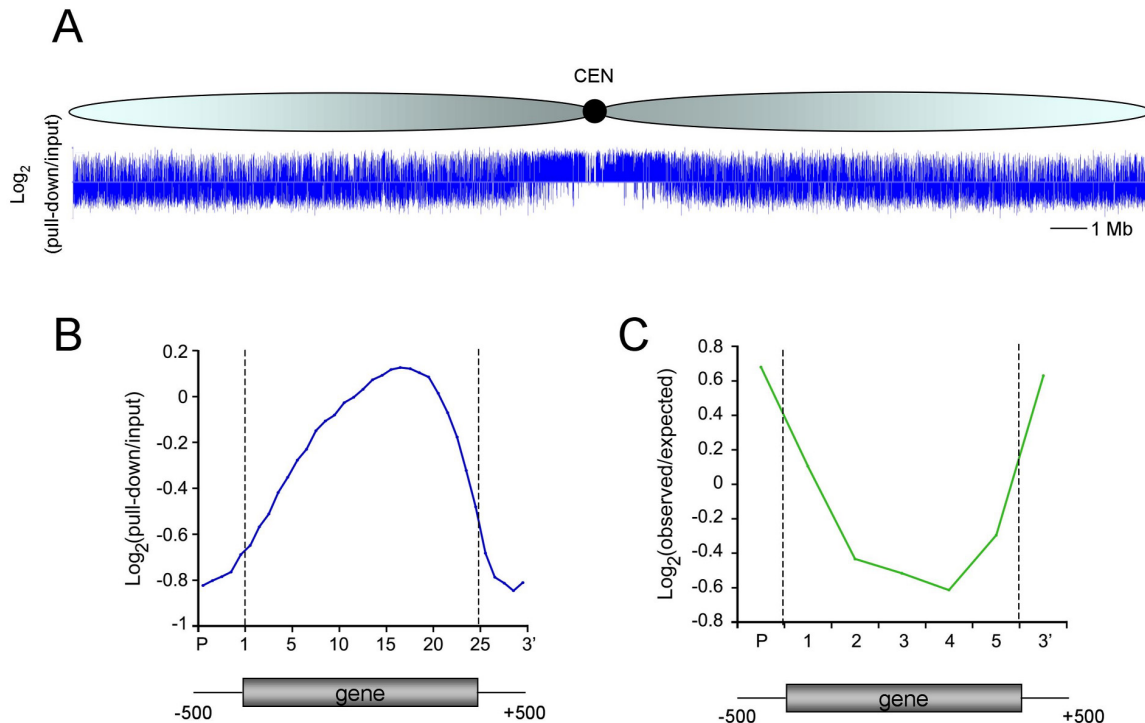 A
CEN
Log2
(pull-down/input)
1 Mb
B
Log2(pull-down/input)
0.2
0
-0.2
-0.4
-0.6
-0.8
-1
P 1 5 10 15 20 25 3’
gene
-500 +500
C
Log2(observed/expected)
0.8
0.6
0.4
0.2
0
-0.2
-0.4
-0.6
-0.8
P 1 2 3 4 5 3’
gene
-500 +500